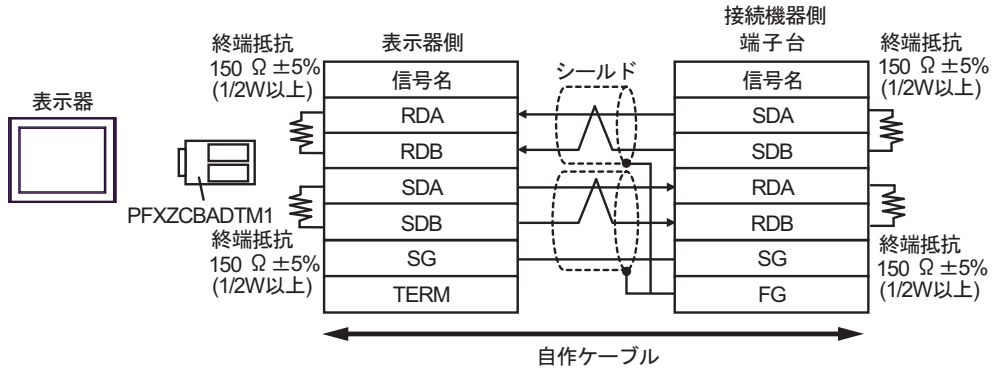 表示器
PFXZCBADTM1
終端抵抗
150 Ω ±5%
(1/2W以上)
終端抵抗
150 Ω ±5%
(1/2W以上)
表示器側
信号名
RDA
RDB
SDA
SDB
SG
TERM
シールド
接続機器側
端子台
信号名
SDA
SDB
RDA
RDB
SG
FG
終端抵抗
150 Ω ±5%
(1/2W以上)
終端抵抗
150 Ω ±5%
(1/2W以上)
自作ケーブル